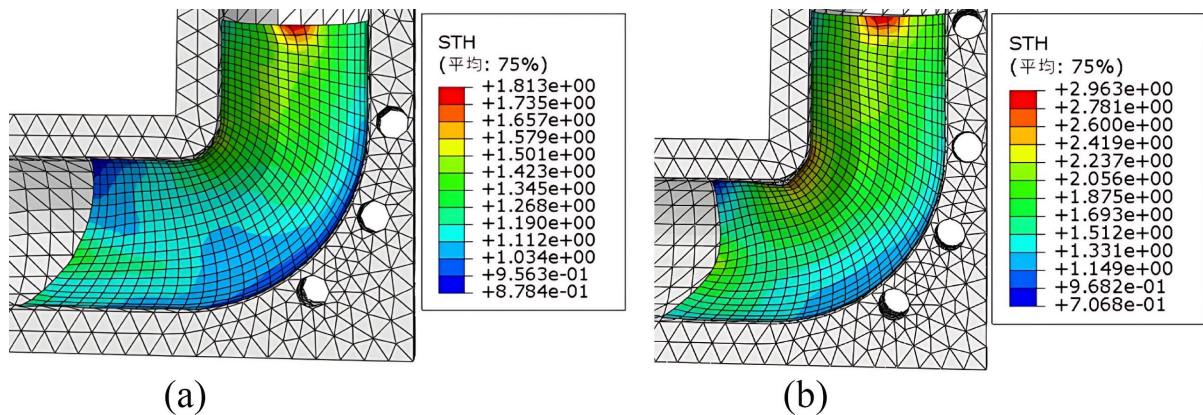 STH
(平均: 75%)
+1.813e+00
+1.735e+00
+1.657e+00
+1.579e+00
+1.501e+00
+1.423e+00
+1.345e+00
+1.268e+00
+1.190e+00
+1.112e+00
+1.034e+00
+9.563e-01
+8.784e-01
(a)
STH
(平均: 75%)
+2.963e+00
+2.781e+00
+2.600e+00
+2.419e+00
+2.237e+00
+2.056e+00
+1.875e+00
+1.693e+00
+1.512e+00
+1.331e+00
+1.149e+00
+9.682e-01
+7.068e-01
(b)